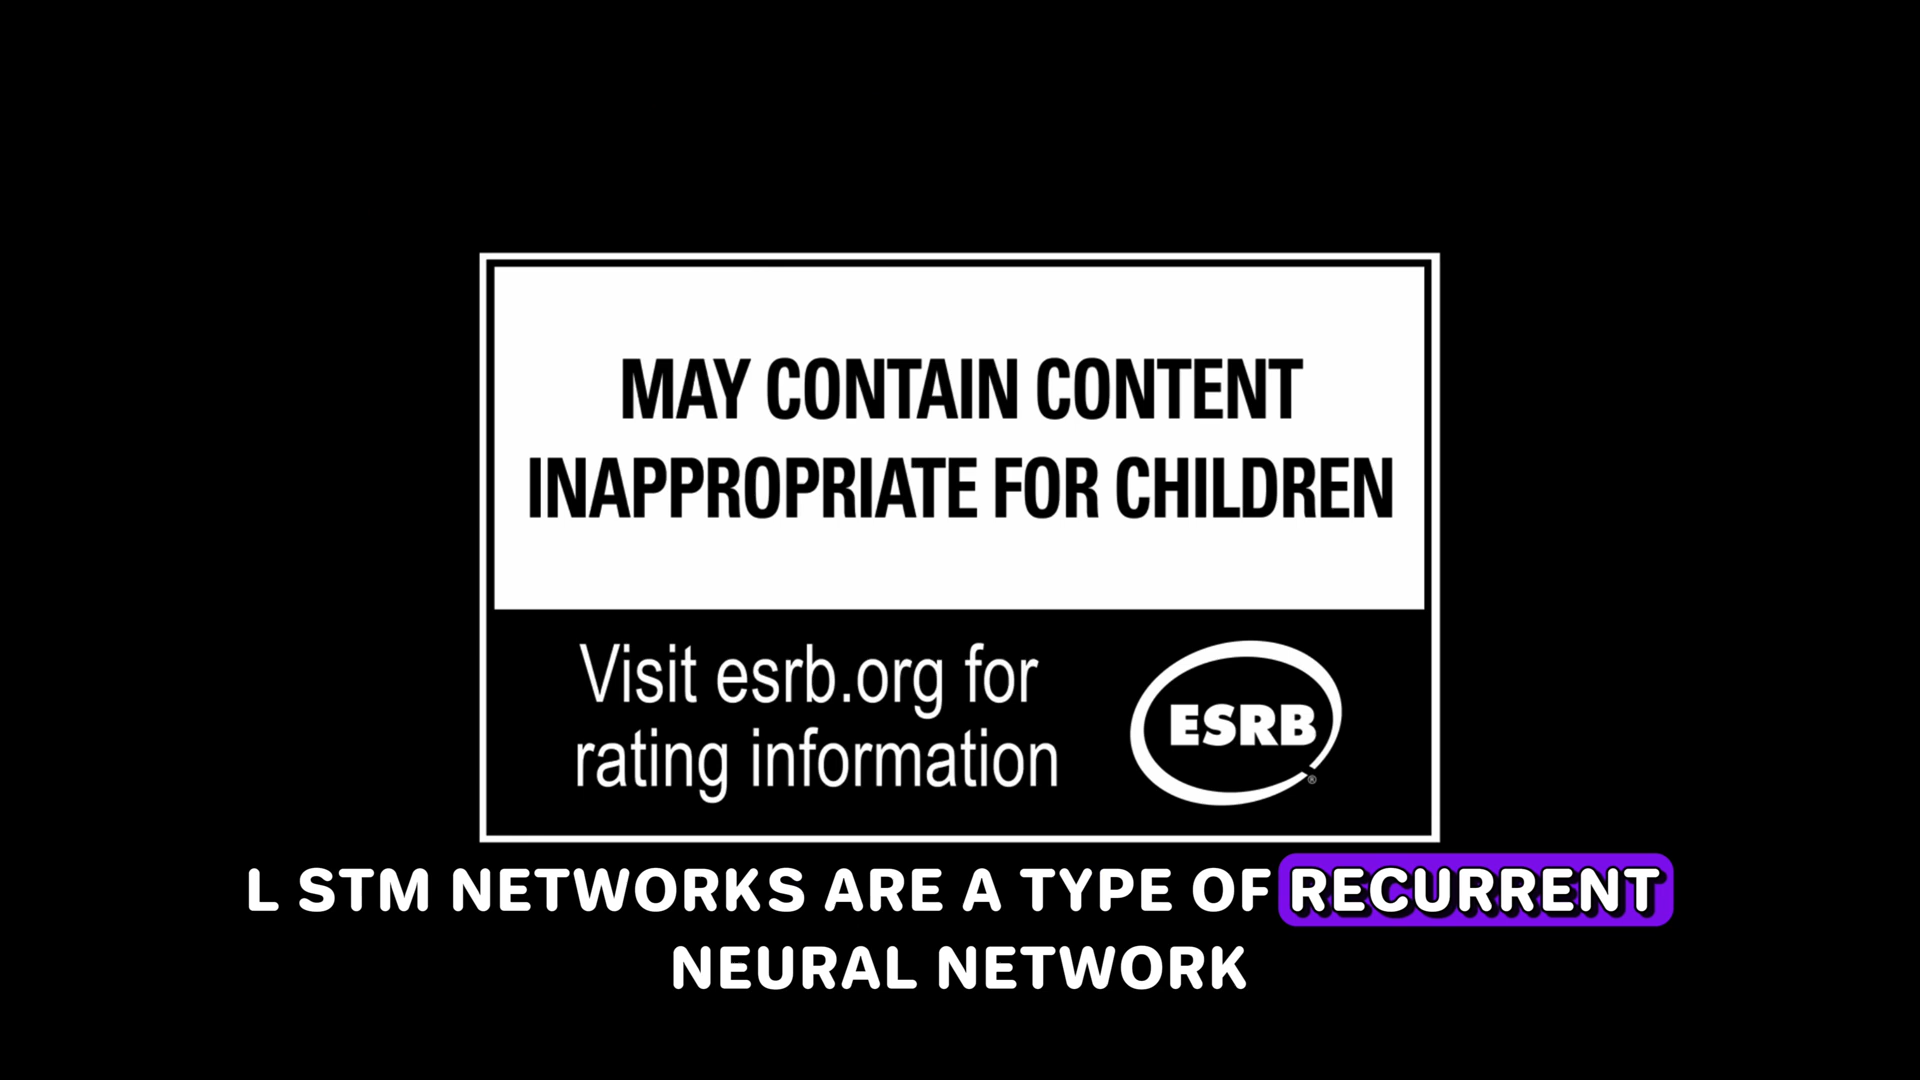 MAY CONTAIN CONTENT
INAPPROPRIATE FOR CHILDREN
Visit esrb.org for
rating information
ESRB
®
L STM NETWORKS ARE A TYPE OF RECURRENT
NEURAL NETWORK